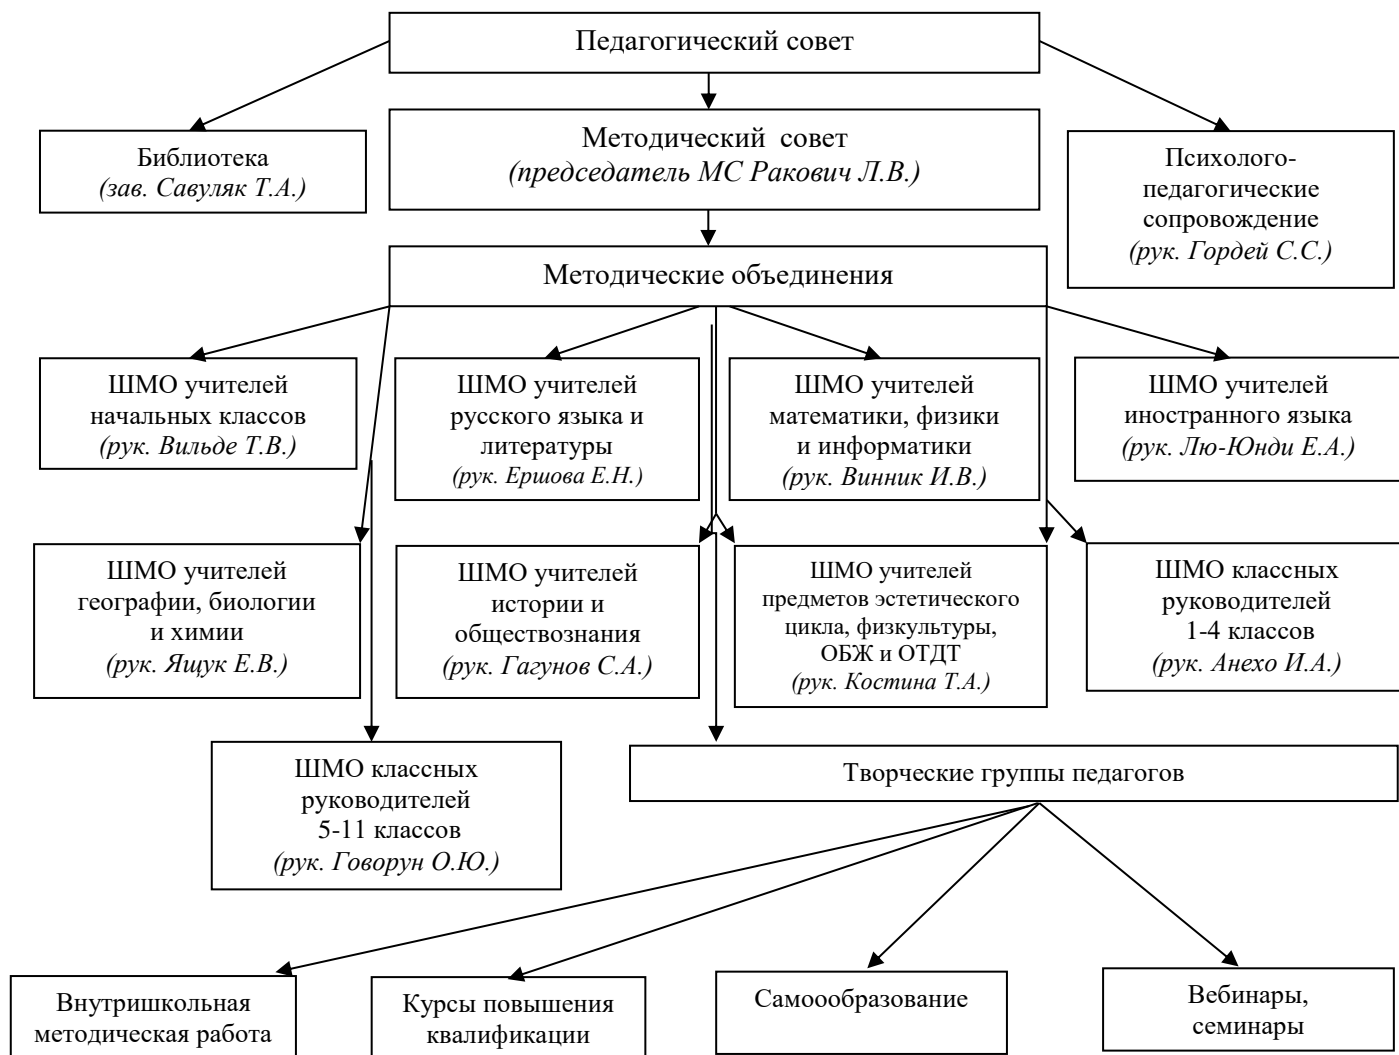 Педагогический совет
Библиотека
(зав. Савуляк Т.А.)
Методический совет
(председатель МС Ракович Л.В.)
Психолого-
педагогические
сопровождение
(рук. Гордей С.С.)
Методические объединения
ШМО учителей
начальных классов
(рук. Вильде Т.В.)
ШМО учителей
русского языка и
литературы
(рук. Ершова Е.Н.)
ШМО учителей
математики, физики
и информатики
(рук. Винник И.В.)
ШМО учителей
иностранного языка
(рук. Лю-Юнди Е.А.)
ШМО учителей
географии, биологии
и химии
(рук. Ящук Е.В.)
ШМО учителей
истории и
обществознания
(рук. Гагунов С.А.)
ШМО учителей
предметов эстетического
цикла, физкультуры,
ОБЖ и ОТДТ
(рук. Костина Т.А.)
ШМО классных
руководителей
1-4 классов
(рук. Анехо И.А.)
ШМО классных
руководителей
5-11 классов
(рук. Говорун О.Ю.)
Творческие группы педагогов
Внутришкольная
методическая работа
Курсы повышения
квалификации
Самоообразование
Вебинары,
семинары